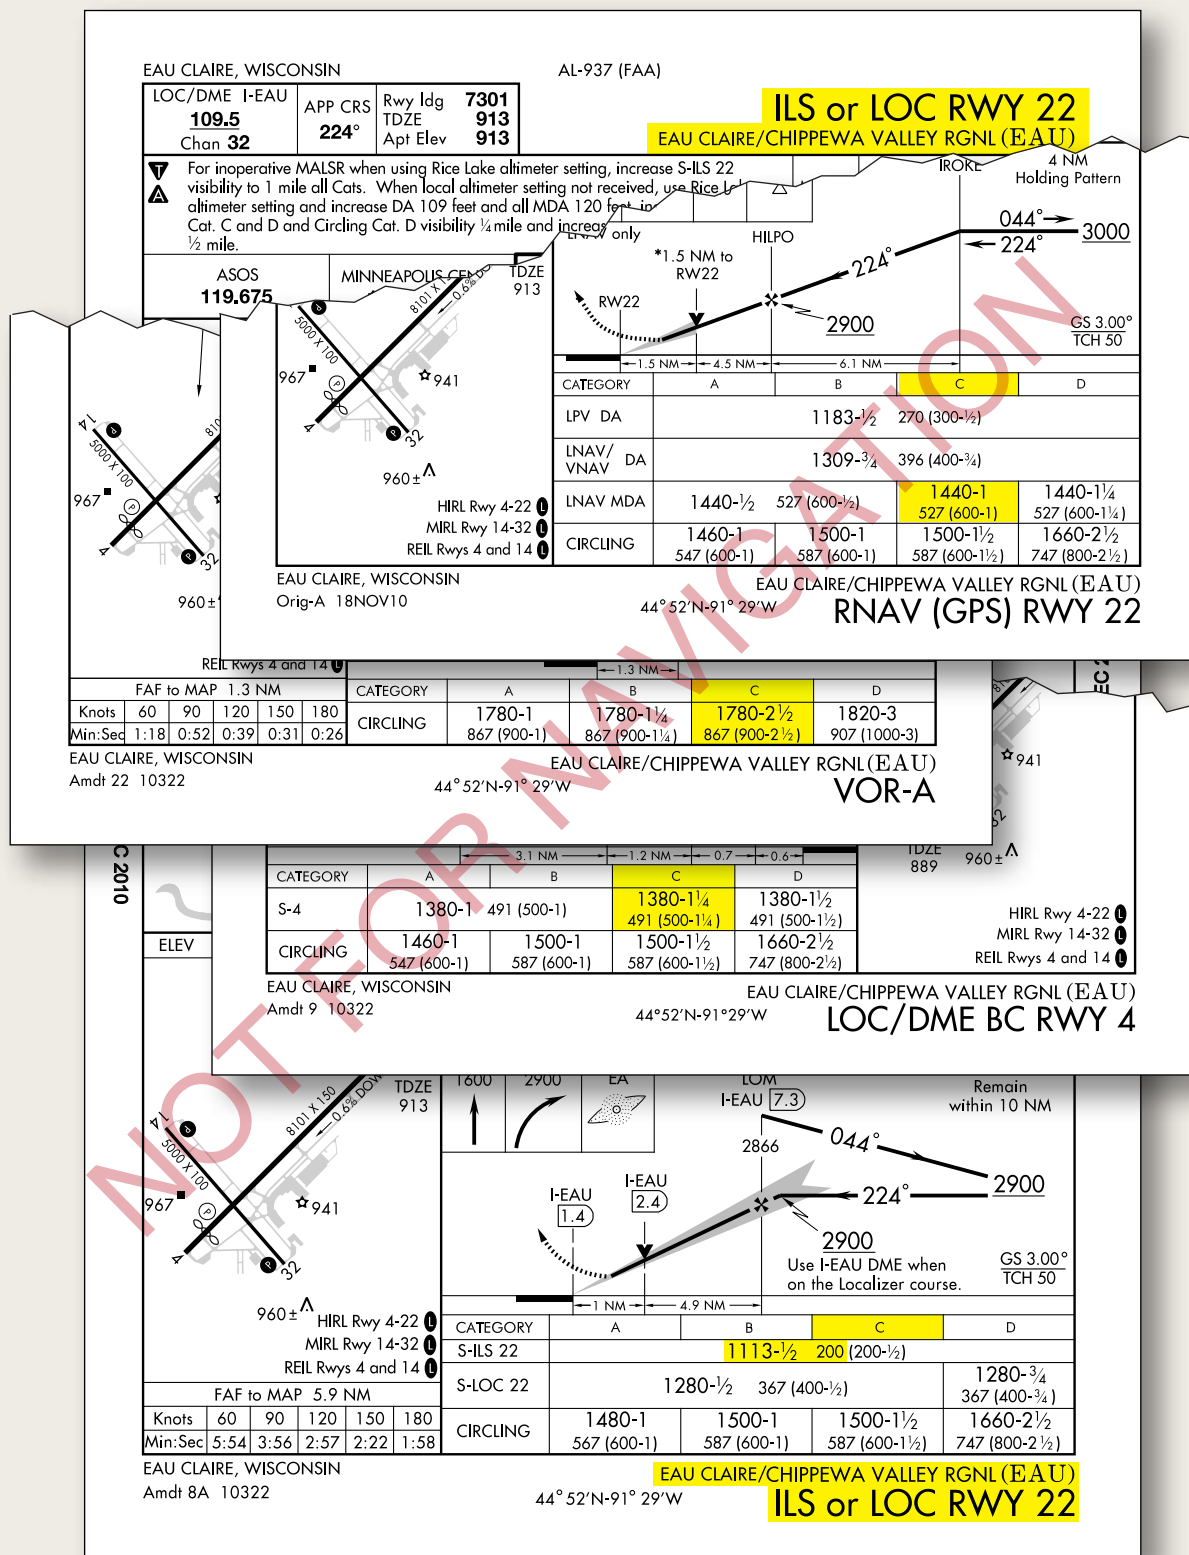 EAU CLAIRE, WISCONSIN
AL-937 (FAA)
LOC/DME I-EAU
109.5
Chan 32
APP CRS
224°
Rwy ldg 7301
TDZE 913
Apt Elev 913
ILS or LOC RWY 22
EAU CLAIRE/CHIPPEWA VALLEY RGNL (EAU)
T
A
For inoperative MALSR when using Rice Lake altimeter setting, increase S-ILS 22
visibility to 1 mile all Cats. When local altimeter setting not received, use Rice
altimeter setting and increase DA 109 feet and all MDA 120 feet,
Cat. C and D and Circling Cat. D visibility ¼ mile and increas
½ mile.
ASOS
119.675
MINNEAPOLIS CEN
IROKE
4 NM
Holding Pattern
044°
224°
3000
LNAV only
HILPO
*1.5 NM to
RW22
224°
RW22
2900
GS 3.00°
TCH 50
1.5 NM
4.5 NM
6.1 NM
TDZE
913
0.6%
5000 X 100
P
967
P
941
4
P
32
960±
HIRL Rwy 4-22 L
MIRL Rwy 14-32 L
REIL Rwys 4 and 14 L
CATEGORY A B C D
LPV DA 1183-½ 270 (300-½)
LNAV/
VNAV DA 1309-¾ 396 (400-¾)
LNAV MDA 1440-½ 527 (600-½) 1440-1 1440-1¼
527 (600-1) 527 (600-1¼)
CIRCLING 1460-1 1500-1 1500-1½ 1660-2½
547 (600-1) 587 (600-1) 587 (600-1½) 747 (800-2½)
EAU CLAIRE, WISCONSIN
Orig-A 18NOV10
44°52'N-91°29'W
EAU CLAIRE/CHIPPEWA VALLEY RGNL (EAU)
RNAV (GPS) RWY 22
14
P
810
5000 X 100
967
P
4
P
32
960±
REIL Rwys 4 and 14 L
1.3 NM
FAF to MAP 1.3 NM
Knots 60 90 120 150 180
Min:Sec 1:18 0:52 0:39 0:31 0:26
CATEGORY A B C D
CIRCLING 1780-1 1780-1¼ 1780-2½ 1820-3
867 (900-1) 867 (900-1¼) 867 (900-2½) 907 (1000-3)
EAU CLAIRE, WISCONSIN
Amdt 22 10322
44°52'N-91°29'W
EAU CLAIRE/CHIPPEWA VALLEY RGNL (EAU)
VOR-A
941
32
TDZE
889
960±
C 2010
ELEV
3.1 NM
1.2 NM
0.7
0.6
CATEGORY A B C D
S-4 1380-1 491 (500-1) 1380-1¼ 1380-1½
491 (500-1¼) 491 (500-1½)
CIRCLING 1460-1 1500-1 1500-1½ 1660-2½
547 (600-1) 587 (600-1) 587 (600-1½) 747 (800-2½)
HIRL Rwy 4-22 L
MIRL Rwy 14-32 L
REIL Rwys 4 and 14 L
EAU CLAIRE, WISCONSIN
Amdt 9 10322
44°52'N-91°29'W
EAU CLAIRE/CHIPPEWA VALLEY RGNL (EAU)
LOC/DME BC RWY 4
TDZE
913
8101 X 150
0.6% DOW
14
P
5000 X 100
967
P
941
4
P
32
960±
HIRL Rwy 4-22 L
MIRL Rwy 14-32 L
REIL Rwys 4 and 14 L
1600
2900
EA
LOM
I-EAU 7.3
Remain
within 10 NM
2866
044°
2900
224°
I-EAU
1.4
I-EAU
2.4
2900
Use I-EAU DME when
on the Localizer course.
GS 3.00°
TCH 50
1 NM
4.9 NM
FAF to MAP 5.9 NM
Knots 60 90 120 150 180
Min:Sec 5:54 3:56 2:57 2:22 1:58
CATEGORY A B C D
S-ILS 22 1113-½ 200 (200-½)
S-LOC 22 1280-½ 367 (400-½) 1280-¾
367 (400-¾)
CIRCLING 1480-1 1500-1 1500-1½ 1660-2½
567 (600-1) 587 (600-1) 587 (600-1½) 747 (800-2½)
EAU CLAIRE, WISCONSIN
Amdt 8A 10322
44°52'N-91°29'W
EAU CLAIRE/CHIPPEWA VALLEY RGNL (EAU)
ILS or LOC RWY 22
NOT FOR NAVIGATION